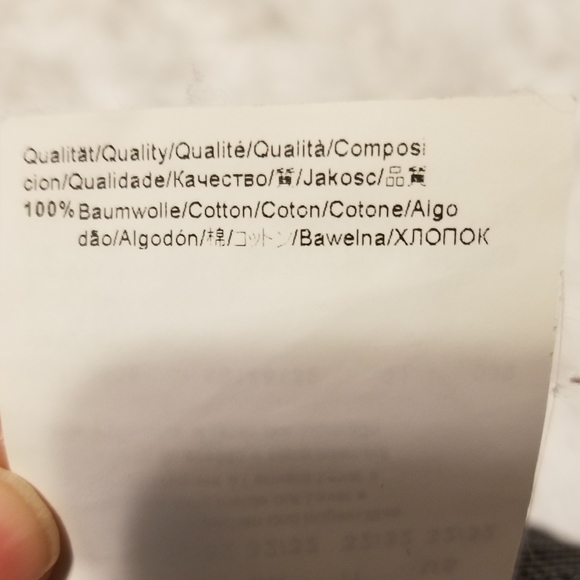 Qualität/Quality/Qualité/Qualità/Composi
cion/Qualidade/Качество/質/Jakosc/品質
100% Baumwolle/Cotton/Coton/Cotone/Algo
dão/Algodón/棉/コットン/Bawelna/ХЛОПОК